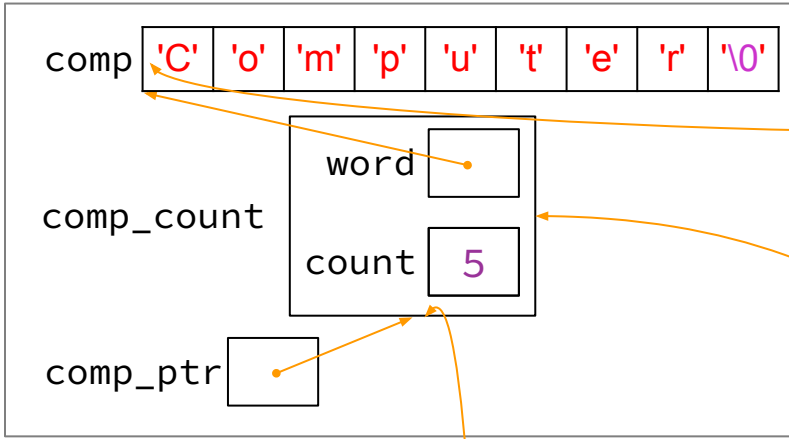 comp 'C' 'o' 'm' 'p' 'u' 't' 'e' 'r' '\0'
word
comp_count
count 5
comp_ptr